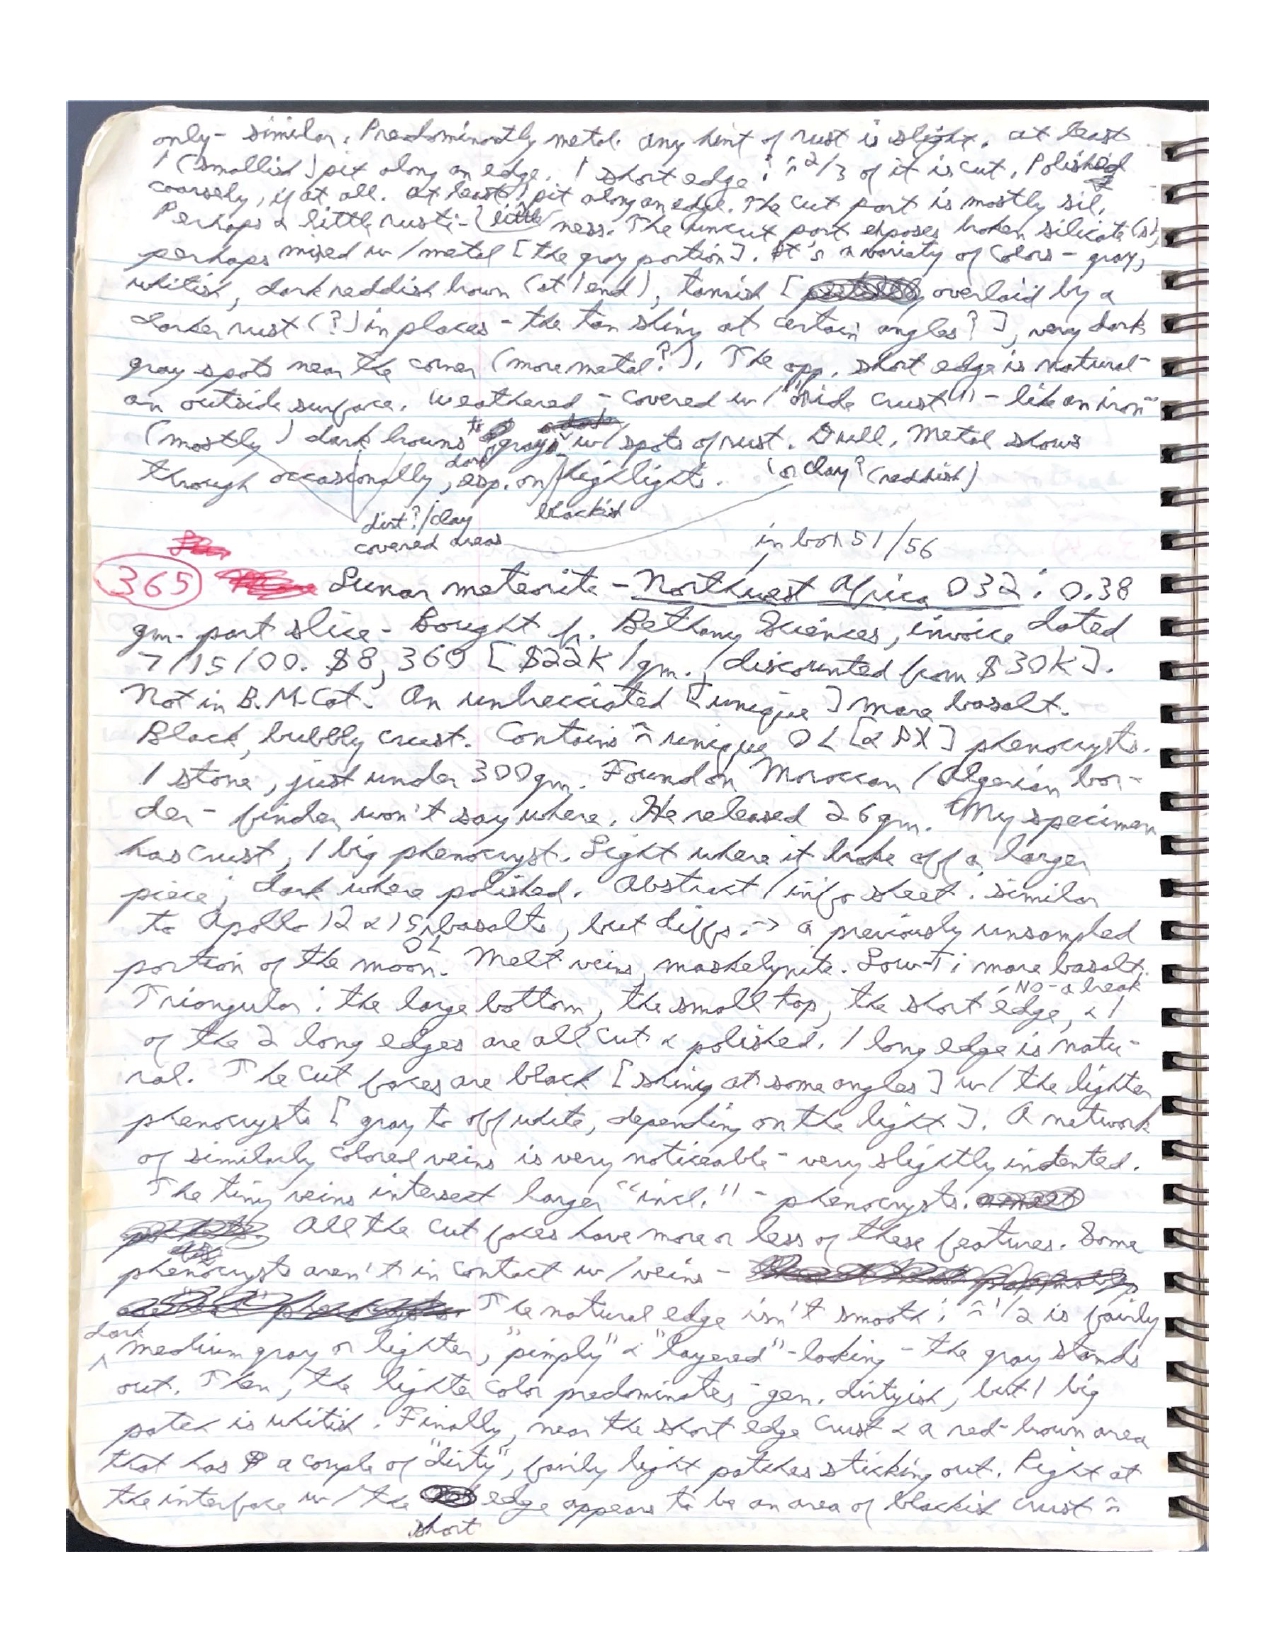 only - similar. Predominantly metal. any hint of rust is slight. at least
1 (smallish) pit along an edge. 1 short edge: ≈ 2/3 of it is cut. Polished
coarsely, if at all. at least 1 pit along an edge. The cut part is mostly sil.
Perhaps a little rusti- (little) ness. The uncut part exposes broken silicate(s),
perhaps mixed w/ metal [the gray portion]. It's a variety of colors - gray,
whitish, dark reddish brown (at 1 end), tannish [ overlaid by a
darker rust (?) in places - the tan shiny at certain angles? ], very dark
gray spots near the corner (more metal?). The opp. short edge is natural -
an outside surface. Weathered - covered w/ "oxide crust" - like an iron -
(mostly) dark browns to grays w/ spots of rust. Dull. Metal shows
dark
through occasionally, esp. on highlights. (or clay? (reddish)
dirt?/clay blackish
covered areas
in box 51/56
365 Lunar meteorite - Northwest Africa 032: 0.38
gm. part slice - Bought fr. Bethany Sciences, invoice dated
7/15/00. $8,360 [$22K/gm., discounted from $30K].
Not in B.M. Cat. An unbrecciated [unique] mare basalt.
Black, bubbly crust. Contains ≈ unique OL [& PX] phenocrysts.
1 stone, just under 300 gm. Found on Moroccan/Algerian bor-
der - finder won't say where. He released 26 gm. My specimen
has crust, 1 big phenocryst. Light where it broke off a larger
piece; dark where polished. Abstract/info sheet. Similar
to Apollo 12 & 15 OL basalts, but diffs. → a previously unsampled
portion of the moon. Melt veins, maskelynite. Low-Ti mare basalt.
NO - a break
Triangular: the large bottom, the small top, the short edge, & 1
of the 2 long edges are all cut & polished. 1 long edge is natu-
ral. The cut faces are black [shiny at some angles] w/ the lighter
phenocrysts [gray to off white, depending on the light]. A network
of similarly colored veins is very noticeable - very slightly indented.
The tiny veins intersect larger "incl." - phenocrysts.
All the cut faces have more or less of these features. Some
phenocrysts aren't in contact w/ veins -
The natural edge isn't smooth; ≈ 1/2 is fairly
dark
medium gray or lighter, "pimply" & "layered"-looking - the gray stands
out. Then, the lighter color predominates - gen. dirtyish, but 1 big
patch is whitish. Finally, near the short edge crust & a red-brown area
that has a couple of "dirty", fairly light patches sticking out. Right at
the interface w/ the short edge appears to be an area of blackish crust ≈